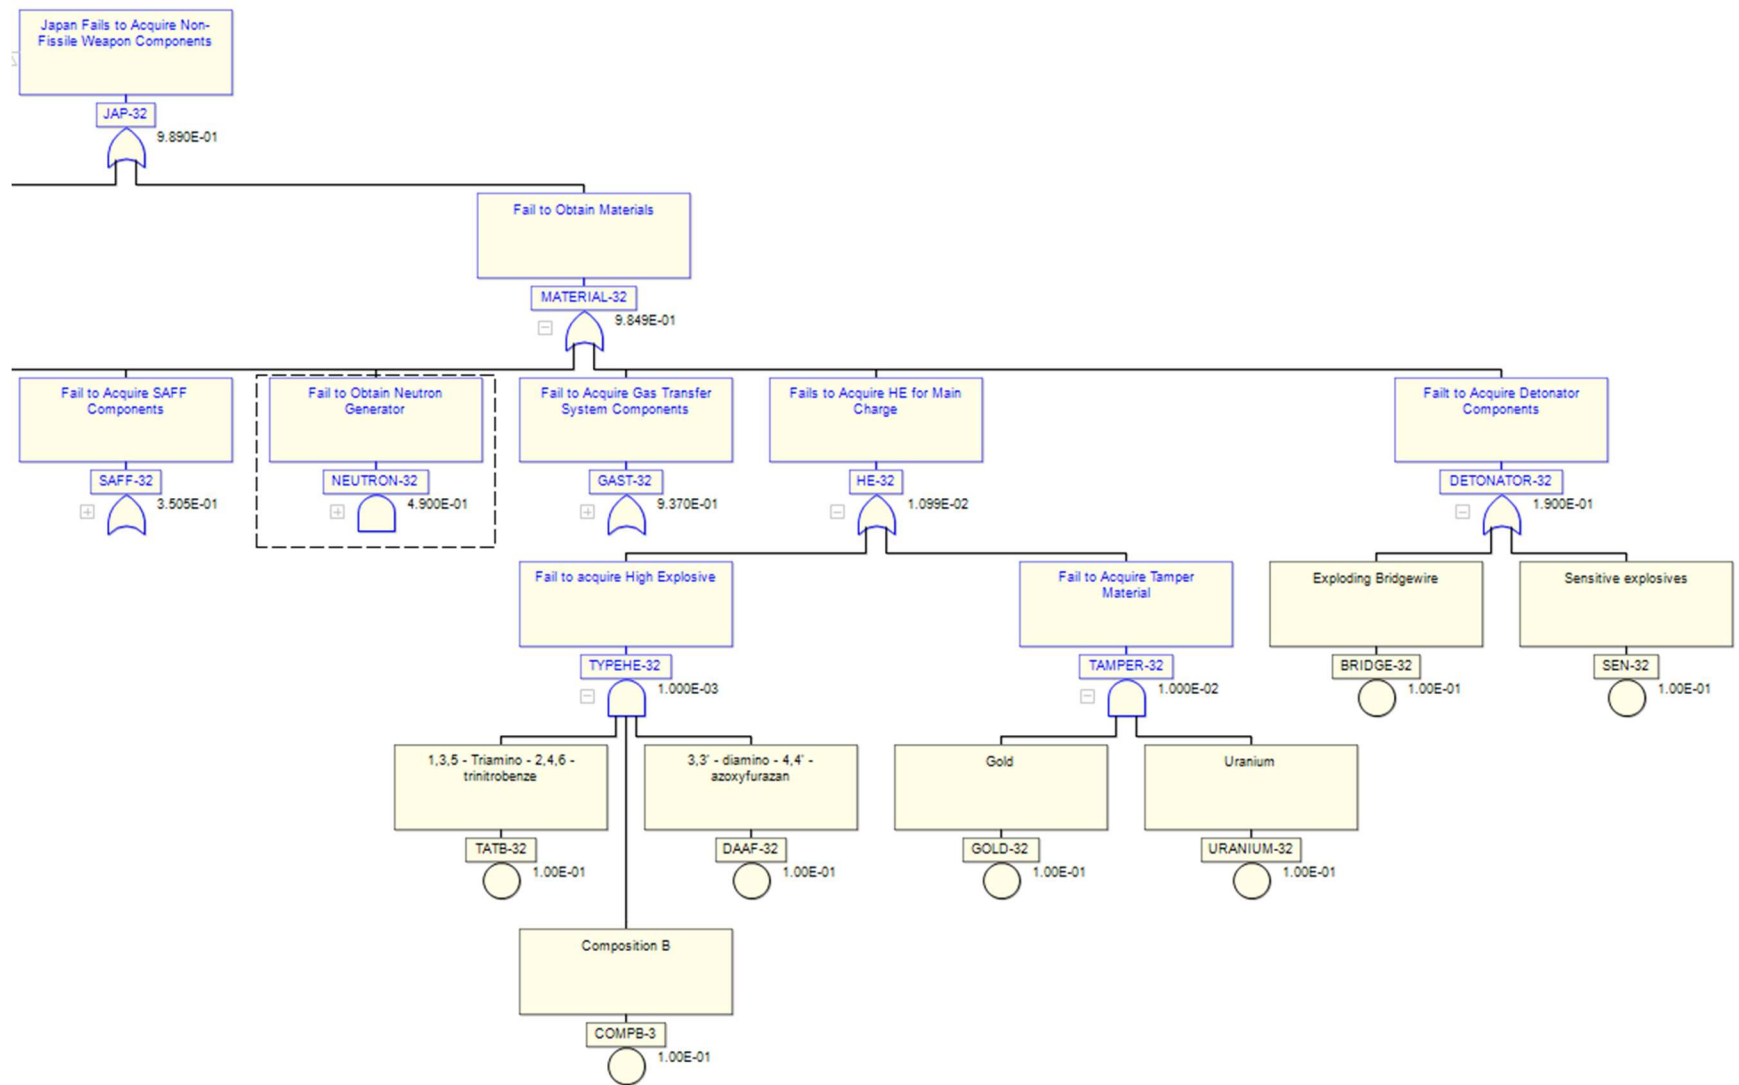 Japan Fails to Acquire Non-
Fissile Weapon Components
JAP-32
9.890E-01
Fail to Obtain Materials
MATERIAL-32
9.849E-01
Fail to Acquire SAFF
Components
SAFF-32
3.505E-01
Fail to Obtain Neutron
Generator
NEUTRON-32
4.900E-01
Fail to Acquire Gas Transfer
System Components
GAST-32
9.370E-01
Fails to Acquire HE for Main
Charge
HE-32
1.099E-02
Failt to Acquire Detonator
Components
DETONATOR-32
1.900E-01
Fail to acquire High Explosive
TYPEHE-32
1.000E-03
Fail to Acquire Tamper
Material
TAMPER-32
1.000E-02
Exploding Bridgewire
BRIDGE-32
1.00E-01
Sensitive explosives
SEN-32
1.00E-01
1,3,5 - Triamino - 2,4,6 -
trinitrobenze
TATB-32
1.00E-01
3,3' - diamino - 4,4' -
azoxyfurazan
DAAF-32
1.00E-01
Gold
GOLD-32
1.00E-01
Uranium
URANIUM-32
1.00E-01
Composition B
COMPB-3
1.00E-01